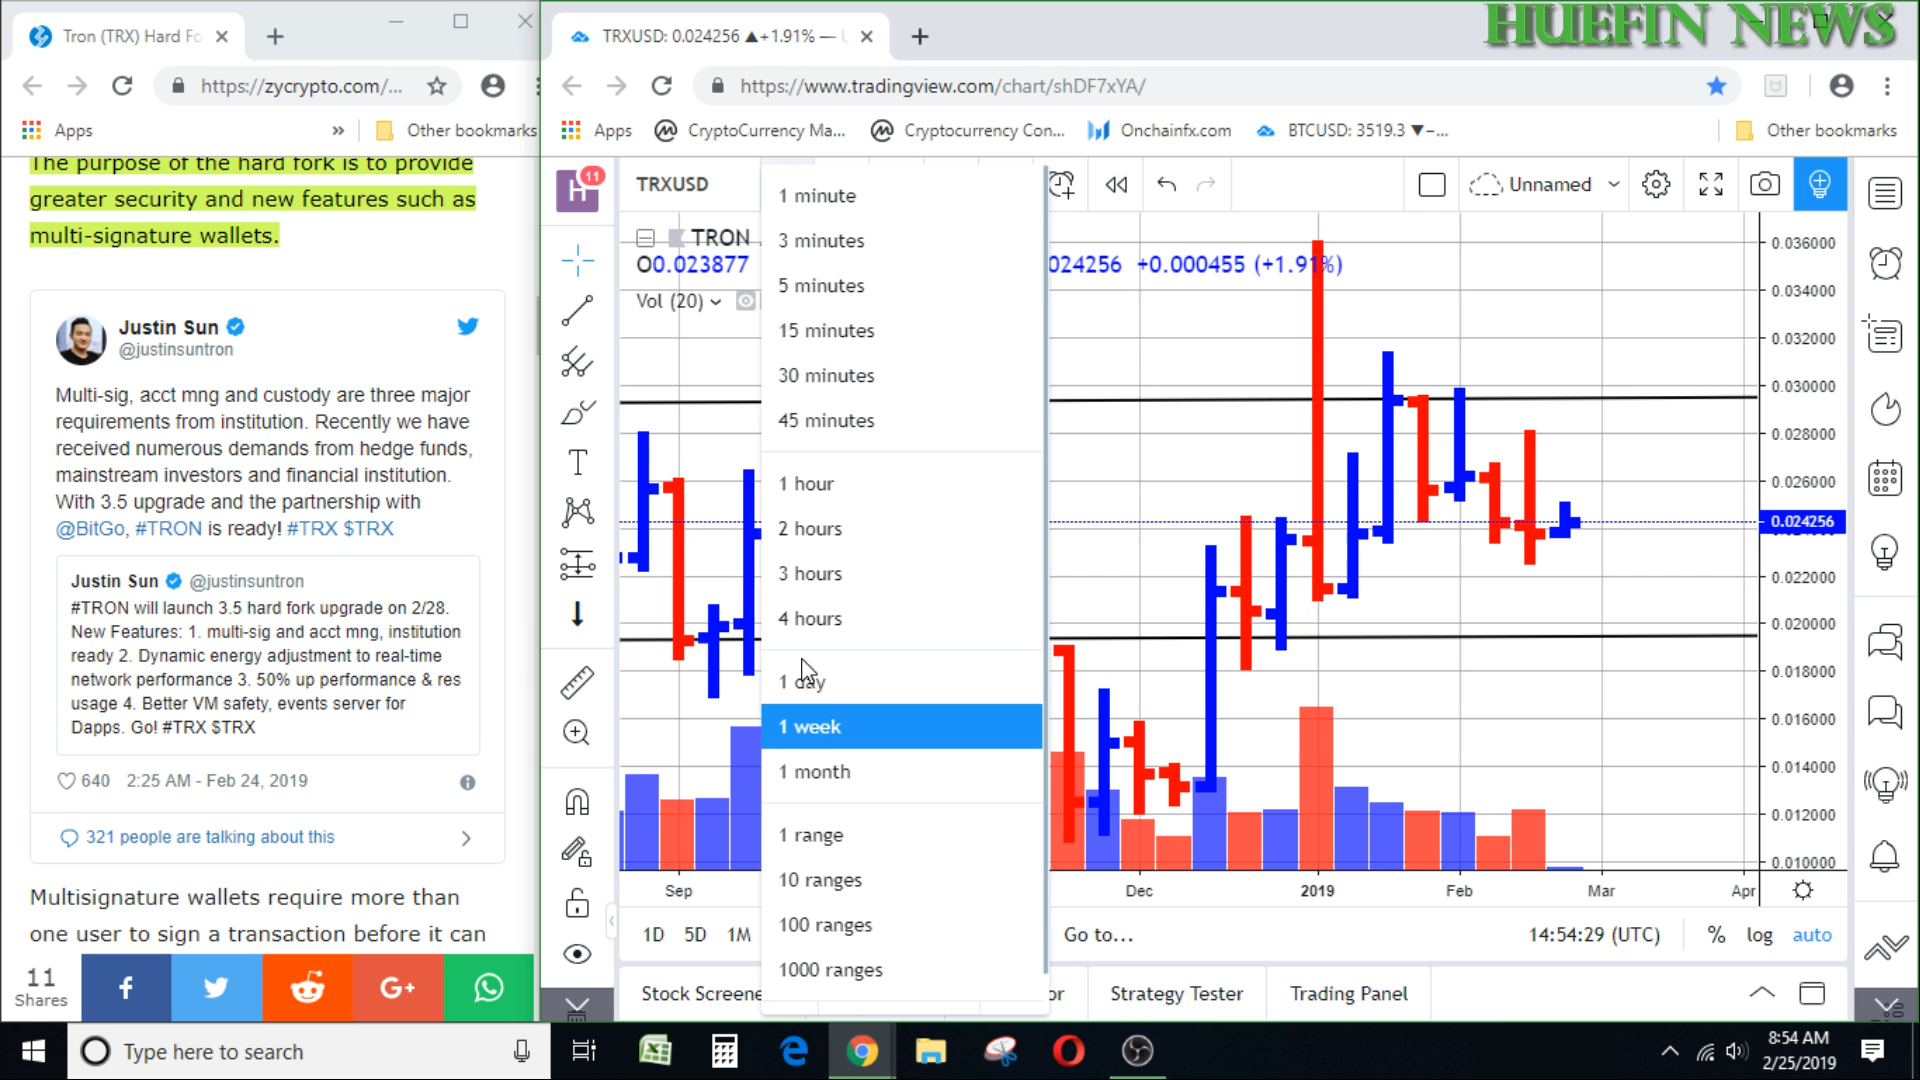 HUEFIN NEWS
Tron (TRX) Hard Fo
TRXUSD: 0.024256 ▲+1.91% —
https://zycrypto.com/...
https://www.tradingview.com/chart/shDF7xYA/
Apps
»
Other bookmarks
Apps
CryptoCurrency Ma...
Cryptocurrency Con...
Onchainfx.com
BTCUSD: 3519.3 ▼–...
Other bookmarks
The purpose of the hard fork is to provide
greater security and new features such as
multi-signature wallets.
Justin Sun
@justinsuntron
Multi-sig, acct mng and custody are three major
requirements from institution. Recently we have
received numerous demands from hedge funds,
mainstream investors and financial institution.
With 3.5 upgrade and the partnership with
@BitGo, #TRON is ready! #TRX $TRX
Justin Sun @justinsuntron
#TRON will launch 3.5 hard fork upgrade on 2/28.
New Features: 1. multi-sig and acct mng, institution
ready 2. Dynamic energy adjustment to real-time
network performance 3. 50% up performance & res
usage 4. Better VM safety, events server for
Dapps. Go! #TRX $TRX
640 2:25 AM - Feb 24, 2019
321 people are talking about this
Multisignature wallets require more than
one user to sign a transaction before it can
11
Shares
f
G+
H
11
TRXUSD
Unnamed
TRON
O0.023877
024256 +0.000455 (+1.91%)
Vol (20)
1 minute
3 minutes
5 minutes
15 minutes
30 minutes
45 minutes
1 hour
2 hours
3 hours
4 hours
1 day
1 week
1 month
1 range
10 ranges
100 ranges
1000 ranges
0.036000
0.034000
0.032000
0.030000
0.028000
0.026000
0.024256
0.022000
0.020000
0.018000
0.016000
0.014000
0.012000
0.010000
Sep
Dec
2019
Feb
Mar
Apr
1D 5D 1M
Go to...
14:54:29 (UTC)
%
log
auto
Stock Screene
or
Strategy Tester
Trading Panel
Type here to search
8:54 AM
2/25/2019